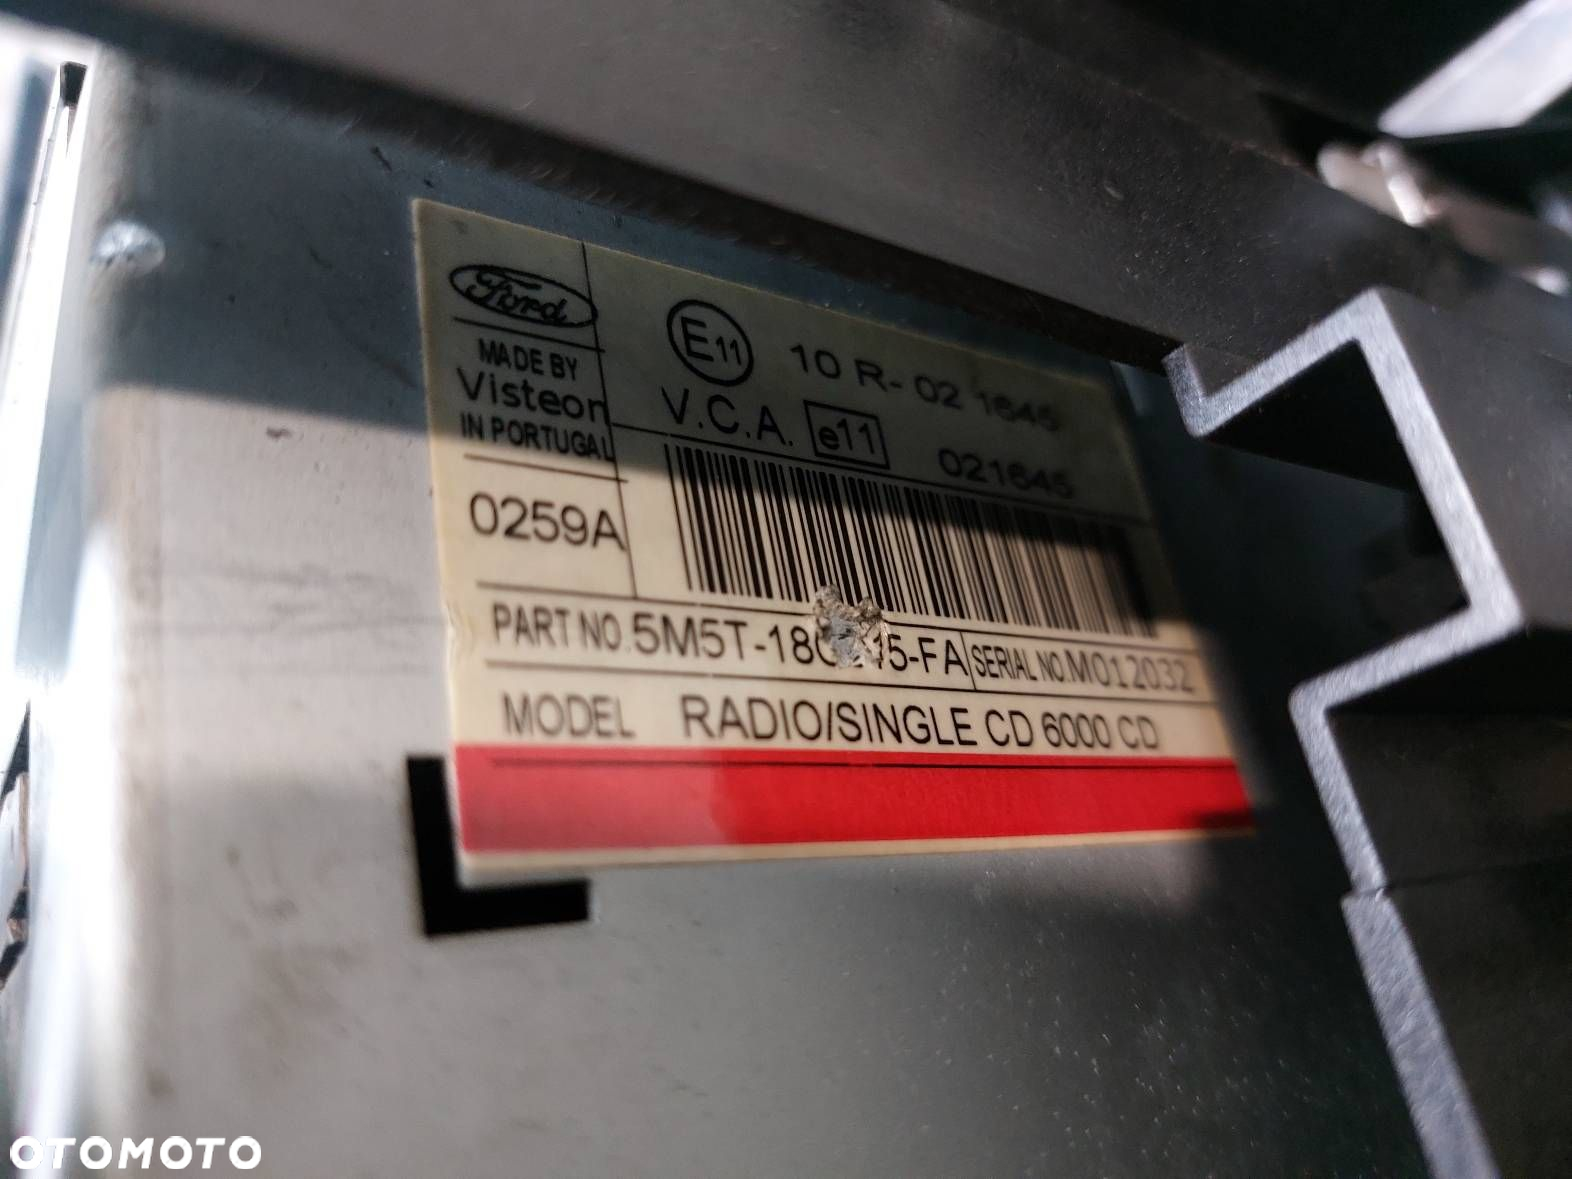 Ford
MADE BY
Visteon
IN PORTUGAL
0259A
E11 10 R- 02 1645
V.C.A. e11 021645
PART NO. SERIAL NO. M012032
MODEL RADIO/SINGLE CD 6000 CD
OTOMOTO